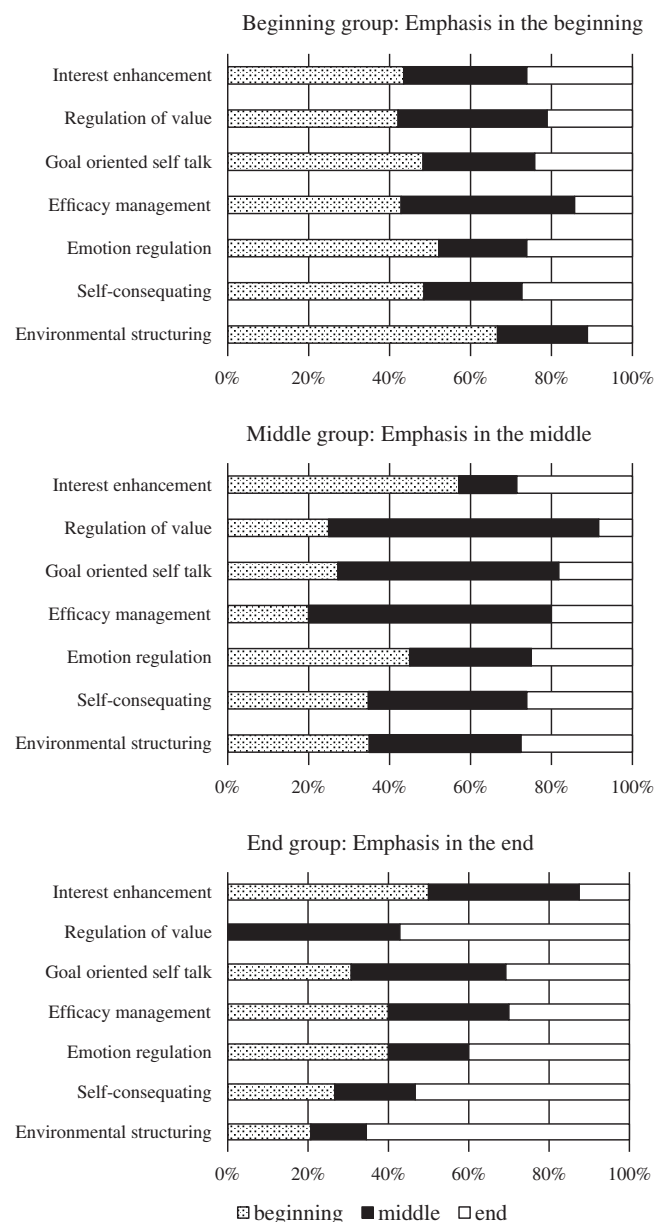 Beginning group: Emphasis in the beginning
Interest enhancement
Regulation of value
Goal oriented self talk
Efficacy management
Emotion regulation
Self-consequating
Environmental structuring
0% 20% 40% 60% 80% 100%
Middle group: Emphasis in the middle
Interest enhancement
Regulation of value
Goal oriented self talk
Efficacy management
Emotion regulation
Self-consequating
Environmental structuring
0% 20% 40% 60% 80% 100%
End group: Emphasis in the end
Interest enhancement
Regulation of value
Goal oriented self talk
Efficacy management
Emotion regulation
Self-consequating
Environmental structuring
0% 20% 40% 60% 80% 100%
beginning middle end